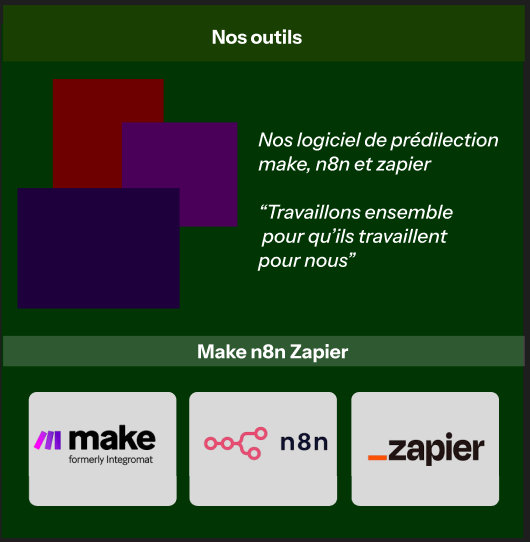 Nos outils
Nos logiciel de prédilection
make, n8n et zapier
“Travaillons ensemble
pour qu’ils travaillent
pour nous”
Make n8n Zapier
make
formerly Integromat
n8n
zapier